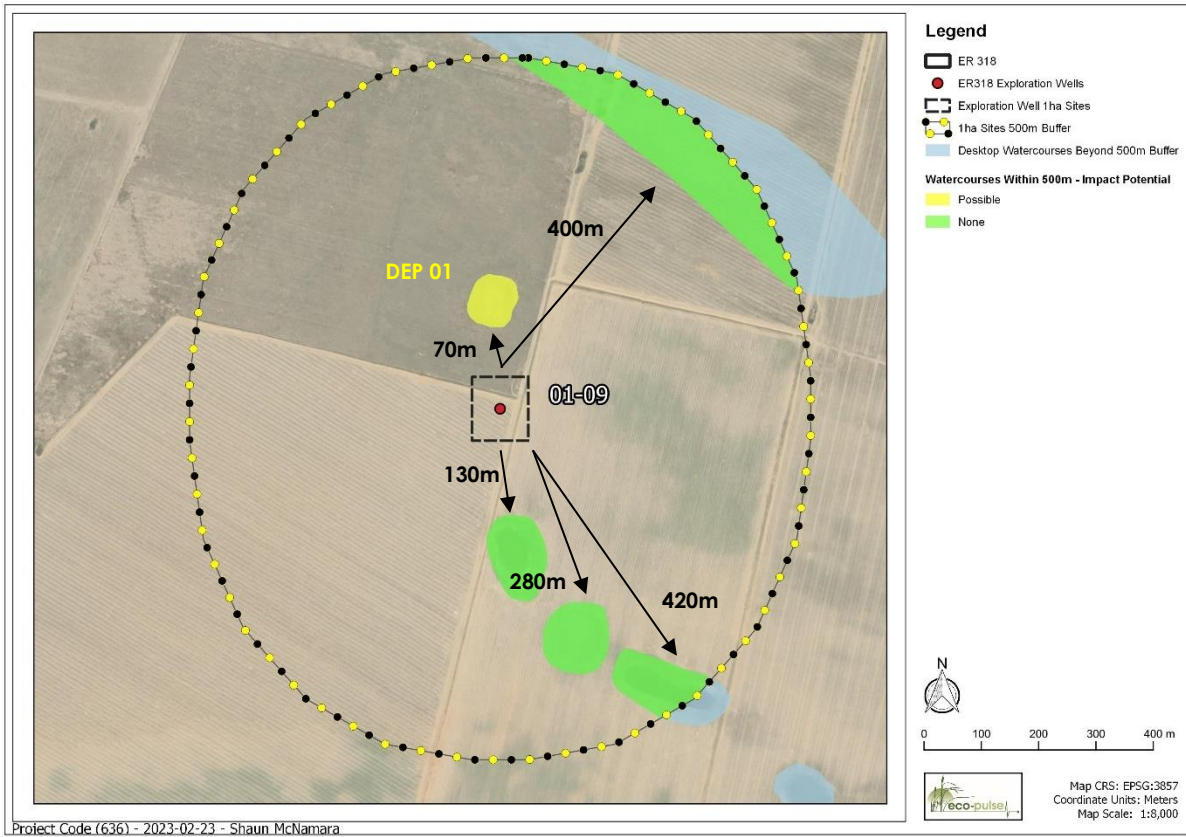 400m
DEP 01
70m
01-09
130m
280m
420m
Project Code (636) - 2023-02-23 - Shaun McNamara
Legend
ER 318
ER318 Exploration Wells
Exploration Well 1ha Sites
1ha Sites 500m Buffer
Desktop Watercourses Beyond 500m Buffer
Watercourses Within 500m - Impact Potential
Possible
None
N
0 100 200 300 400 m
eco-pulse
Map CRS: EPSG:3857
Coordinate Units: Meters
Map Scale: 1:8,000